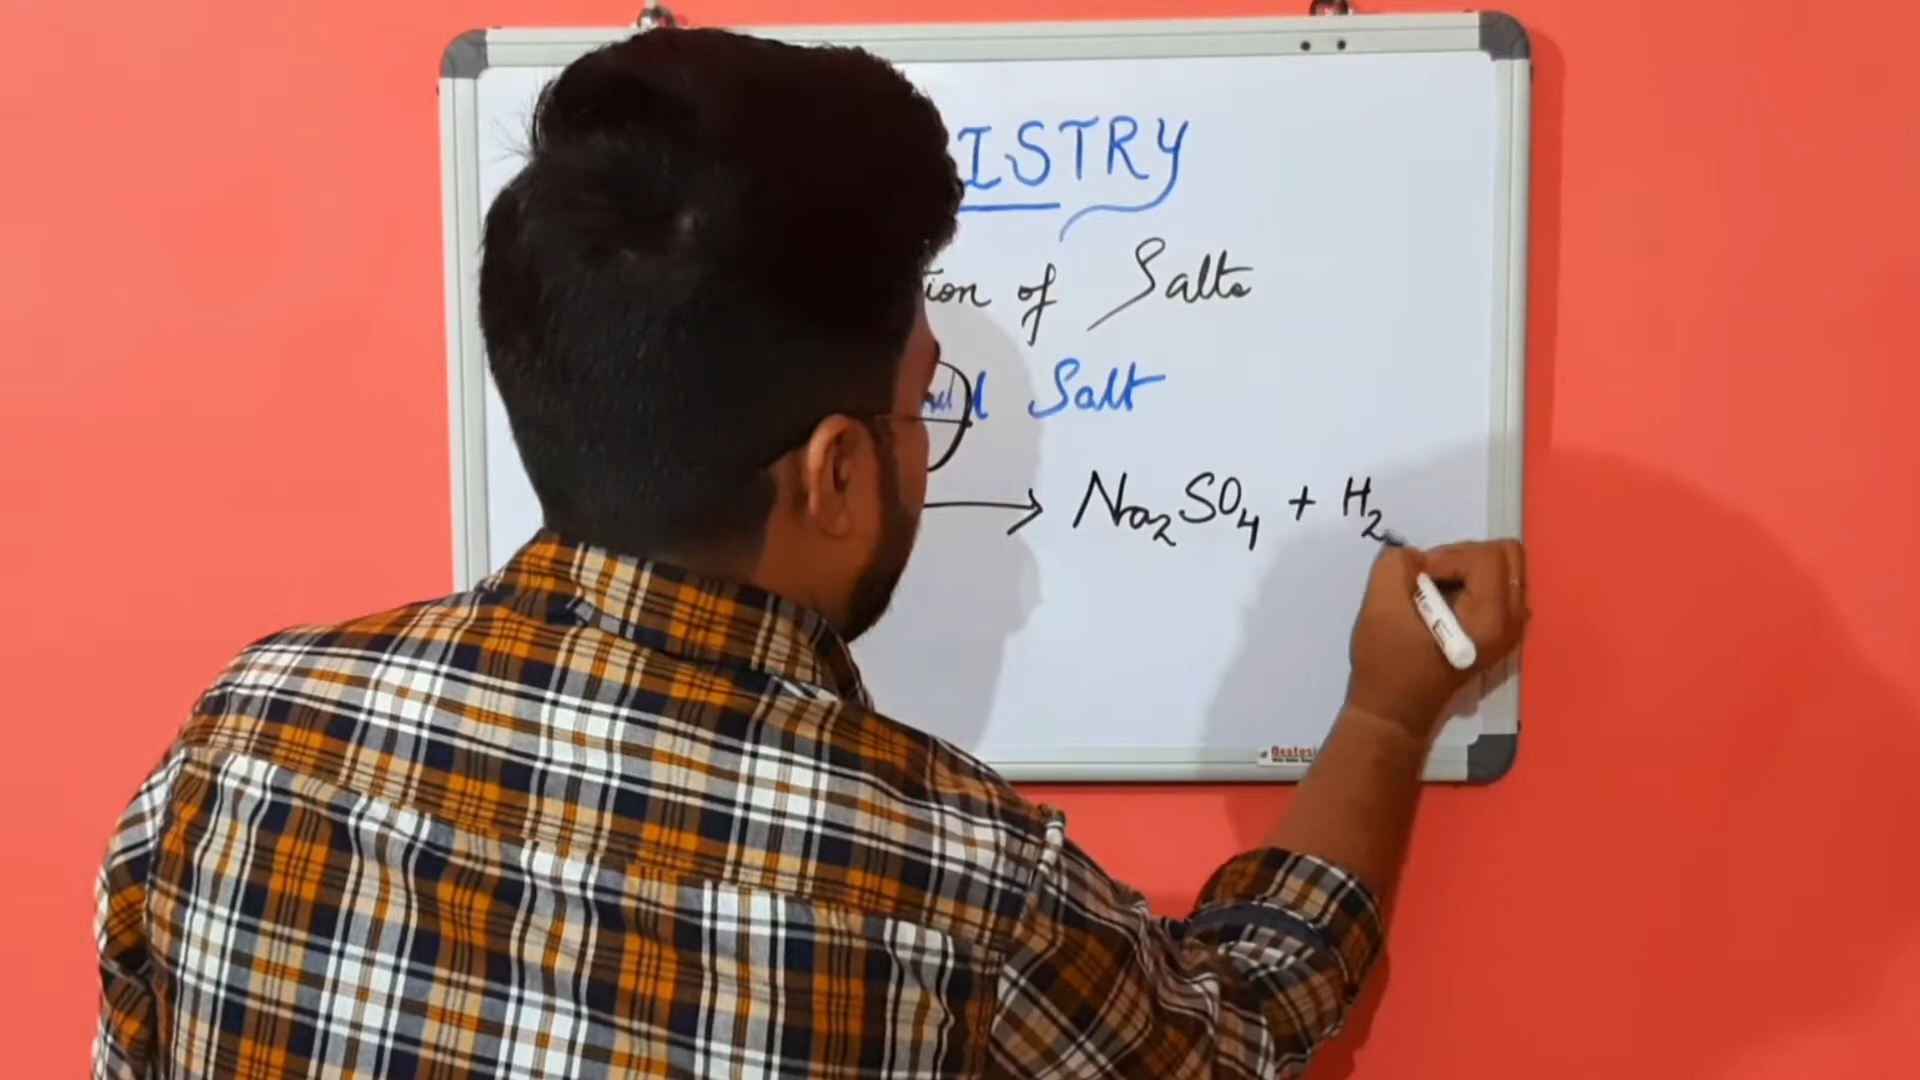 ISTRY
tion of Salts
l Salt
→ Na₂SO₄ + H₂